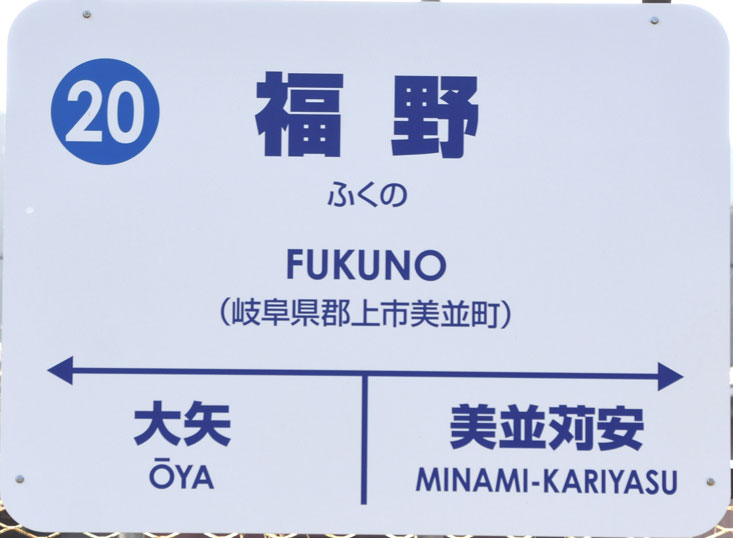 20
福野
ふくの
FUKUNO
(岐阜県郡上市美並町)
大矢
ŌYA
美並苅安
MINAMI-KARIYASU